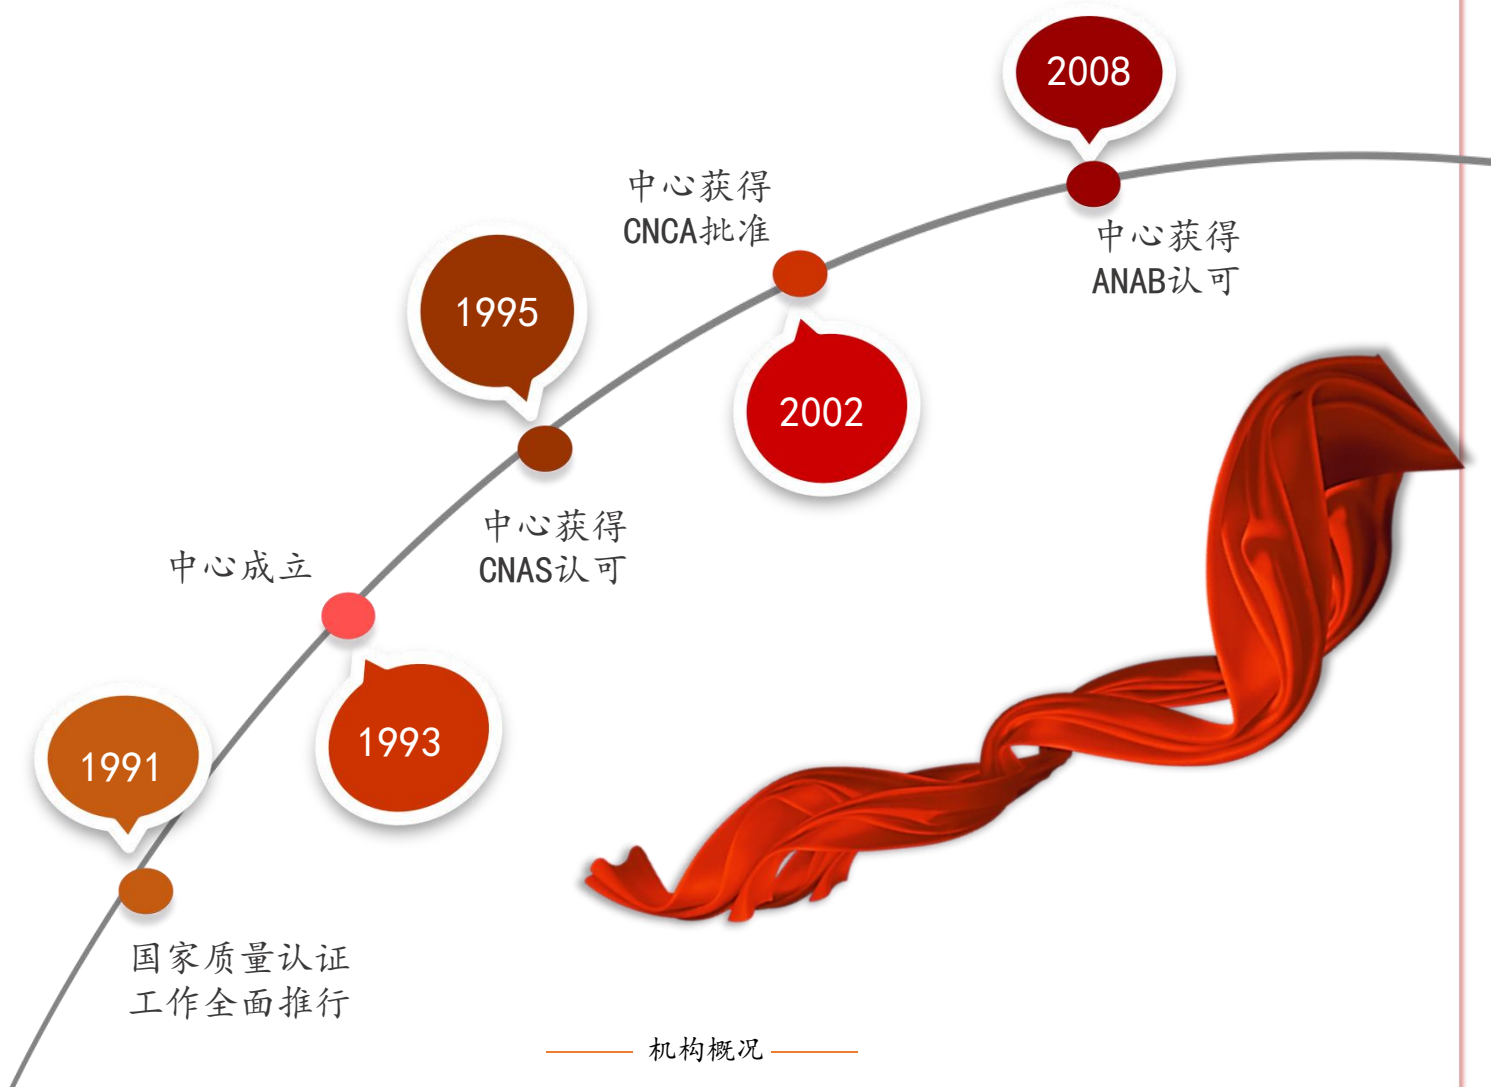 2008
中心获得
CNCA批准
中心获得
ANAB认可
1995
2002
中心获得
CNAS认可
中心成立
1993
1991
国家质量认证
工作全面推行
机构概况